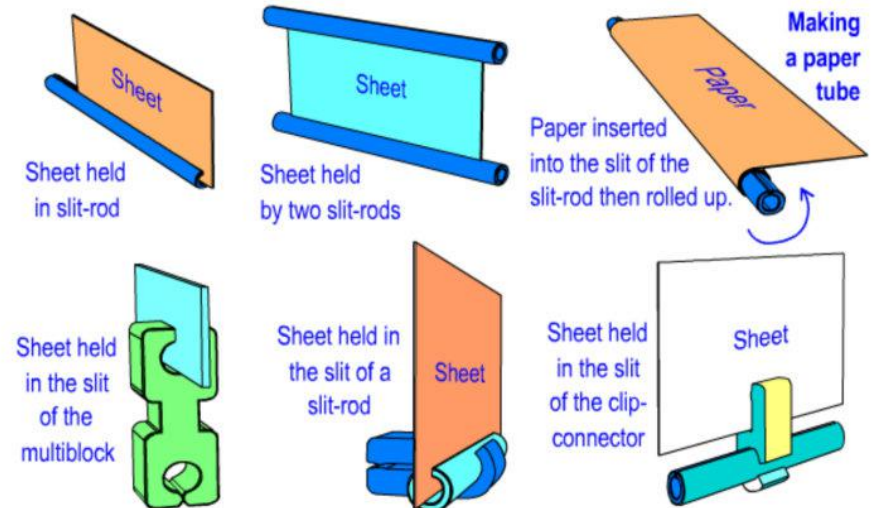 Sheet
Sheet held
in slit-rod
Sheet
Sheet held
by two slit-rods
Making
a paper
tube
Paper
Paper inserted
into the slit of the
slit-rod then rolled up.
Sheet held
in the slit
of the
multiblock
Sheet held in
the slit of a
slit-rod
Sheet
Sheet held
in the slit
of the clip-
connector
Sheet